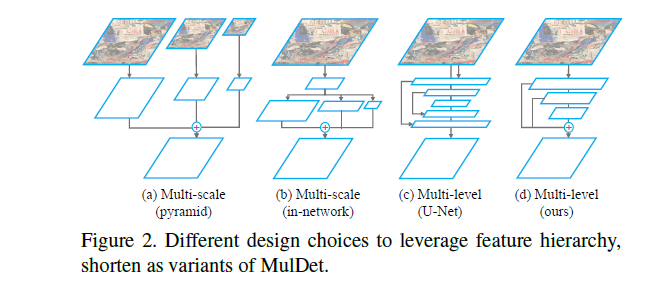 (a) Multi-scale (b) Multi-scale (c) Multi-level (d) Multi-level
(pyramid) (in-network) (U-Net) (ours)
Figure 2. Different design choices to leverage feature hierarchy,
shorten as variants of MulDet.